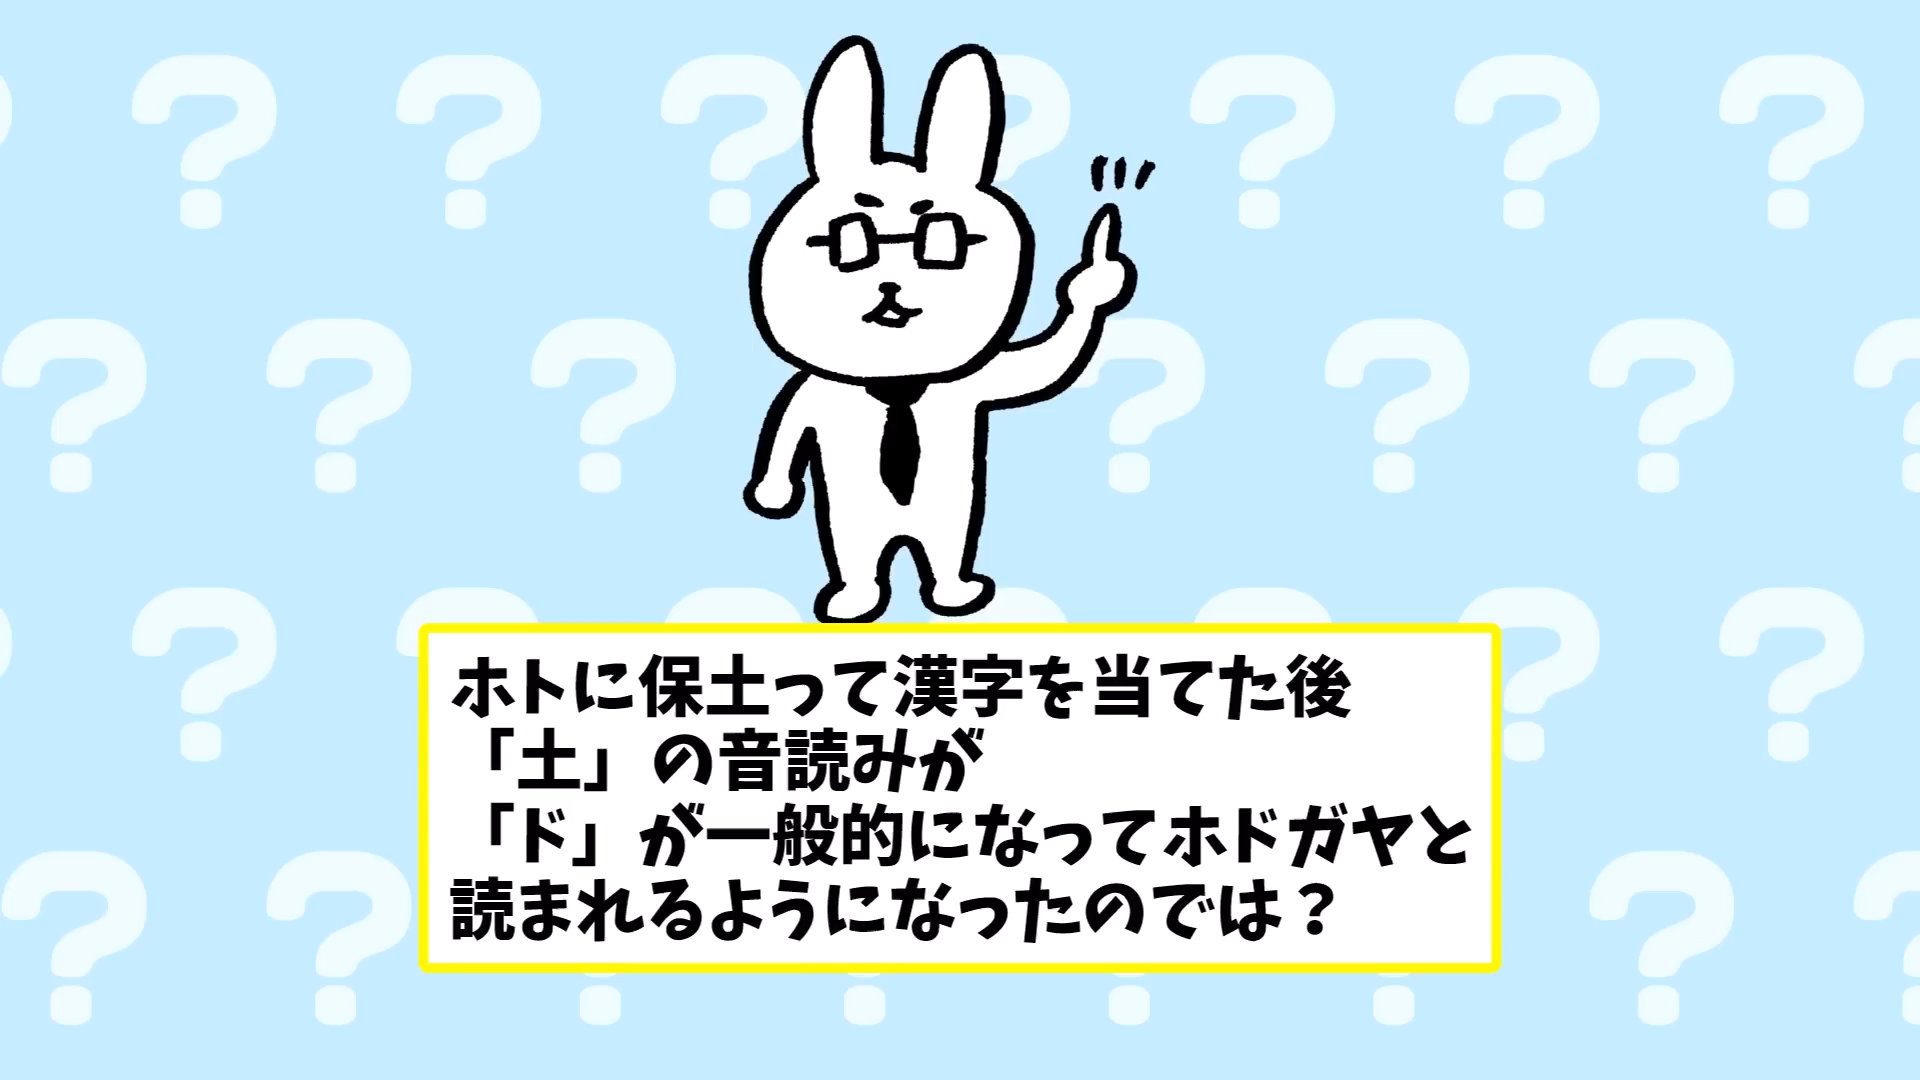 ホトに保土って漢字を当てた後
「土」の音読みが
「ド」が一般的になってホドガヤと
読まれるようになったのでは？